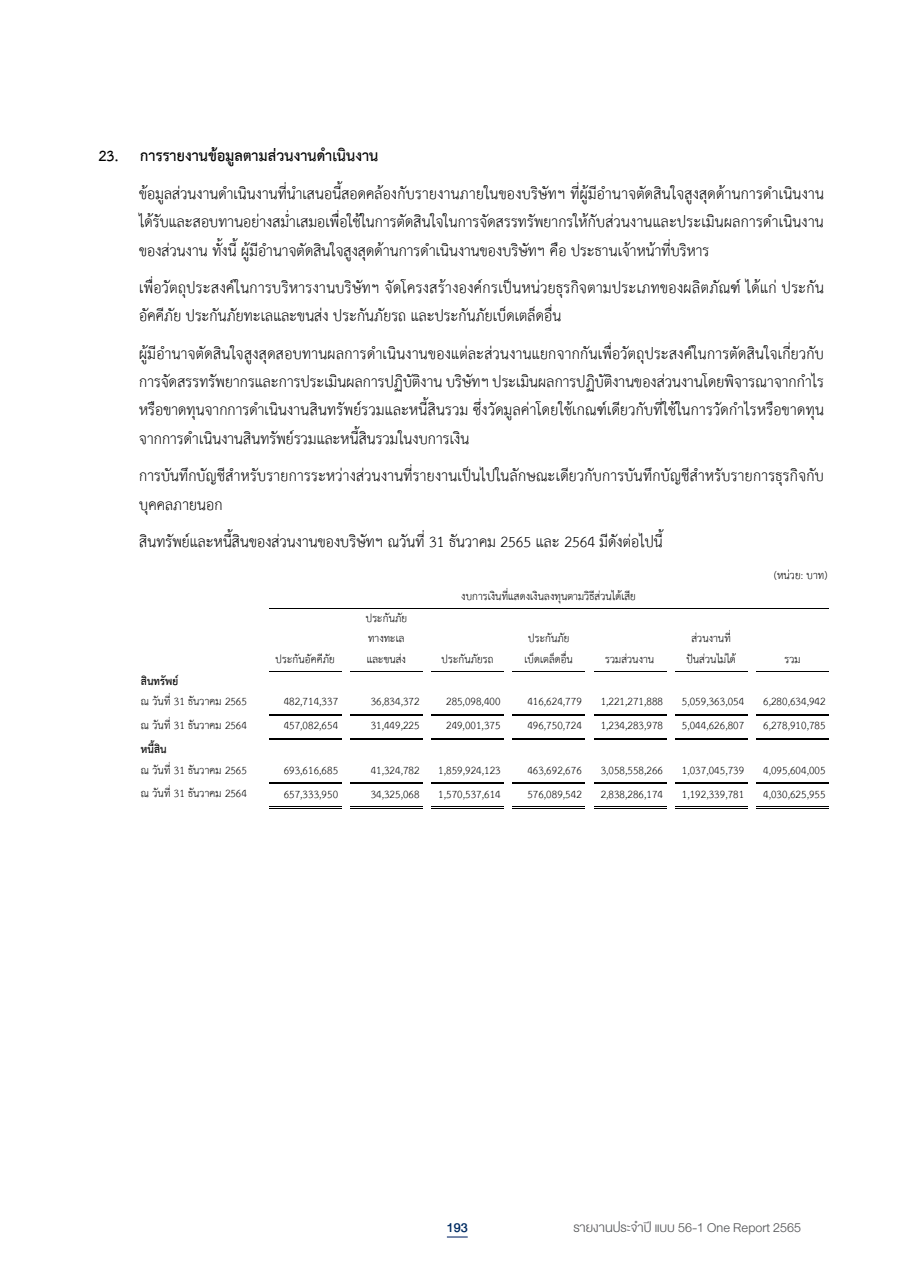 23. การรายงานข้อมูลตามส่วนงานดำเนินงาน
ข้อมูลส่วนงานดำเนินงานที่นำเสนอนี้สอดคล้องกับรายงานภายในของบริษัทฯ ที่ผู้มีอำนาจตัดสินใจสูงสุดด้านการดำเนินงาน
ได้รับและสอบทานอย่างสม่ำเสมอเพื่อใช้ในการตัดสินใจในการจัดสรรทรัพยากรให้กับส่วนงานและประเมินผลการดำเนินงาน
ของส่วนงาน ทั้งนี้ ผู้มีอำนาจตัดสินใจสูงสุดด้านการดำเนินงานของบริษัทฯ คือ ประธานเจ้าหน้าที่บริหาร
เพื่อวัตถุประสงค์ในการบริหารงานบริษัทฯ จัดโครงสร้างองค์กรเป็นหน่วยธุรกิจตามประเภทของผลิตภัณฑ์ ได้แก่ ประกัน
อัคคีภัย ประกันภัยทะเลและขนส่ง ประกันภัยรถ และประกันภัยเบ็ดเตล็ดอื่น
ผู้มีอำนาจตัดสินใจสูงสุดสอบทานผลการดำเนินงานของแต่ละส่วนงานแยกจากกันเพื่อวัตถุประสงค์ในการตัดสินใจเกี่ยวกับ
การจัดสรรทรัพยากรและการประเมินผลการปฏิบัติงาน บริษัทฯ ประเมินผลการปฏิบัติงานของส่วนงานโดยพิจารณาจากกำไร
หรือขาดทุนจากการดำเนินงานสินทรัพย์รวมและหนี้สินรวม ซึ่งวัดมูลค่าโดยใช้เกณฑ์เดียวกับที่ใช้ในการวัดกำไรหรือขาดทุน
จากการดำเนินงานสินทรัพย์รวมและหนี้สินรวมในงบการเงิน
การบันทึกบัญชีสำหรับรายการระหว่างส่วนงานที่รายงานเป็นไปในลักษณะเดียวกับการบันทึกบัญชีสำหรับรายการธุรกิจกับ
บุคคลภายนอก
สินทรัพย์และหนี้สินของส่วนงานของบริษัทฯ ณวันที่ 31 ธันวาคม 2565 และ 2564 มีดังต่อไปนี้
(หน่วย: บาท)
งบการเงินที่แสดงเงินลงทุนตามวิธีส่วนได้เสีย
ประกันภัย
ทางทะเล ประกันภัย ส่วนงานที่
ประกันอัคคีภัย และขนส่ง ประกันภัยรถ เบ็ดเตล็ดอื่น รวมส่วนงาน ปันส่วนไม่ได้ รวม
สินทรัพย์
ณ วันที่ 31 ธันวาคม 2565 482,714,337 36,834,372 285,098,400 416,624,779 1,221,271,888 5,059,363,054 6,280,634,942
ณ วันที่ 31 ธันวาคม 2564 457,082,654 31,449,225 249,001,375 496,750,724 1,234,283,978 5,044,626,807 6,278,910,785
หนี้สิน
ณ วันที่ 31 ธันวาคม 2565 693,616,685 41,324,782 1,859,924,123 463,692,676 3,058,558,266 1,037,045,739 4,095,604,005
ณ วันที่ 31 ธันวาคม 2564 657,333,950 34,325,068 1,570,537,614 576,089,542 2,838,286,174 1,192,339,781 4,030,625,955
193 รายงานประจำปี แบบ 56-1 One Report 2565